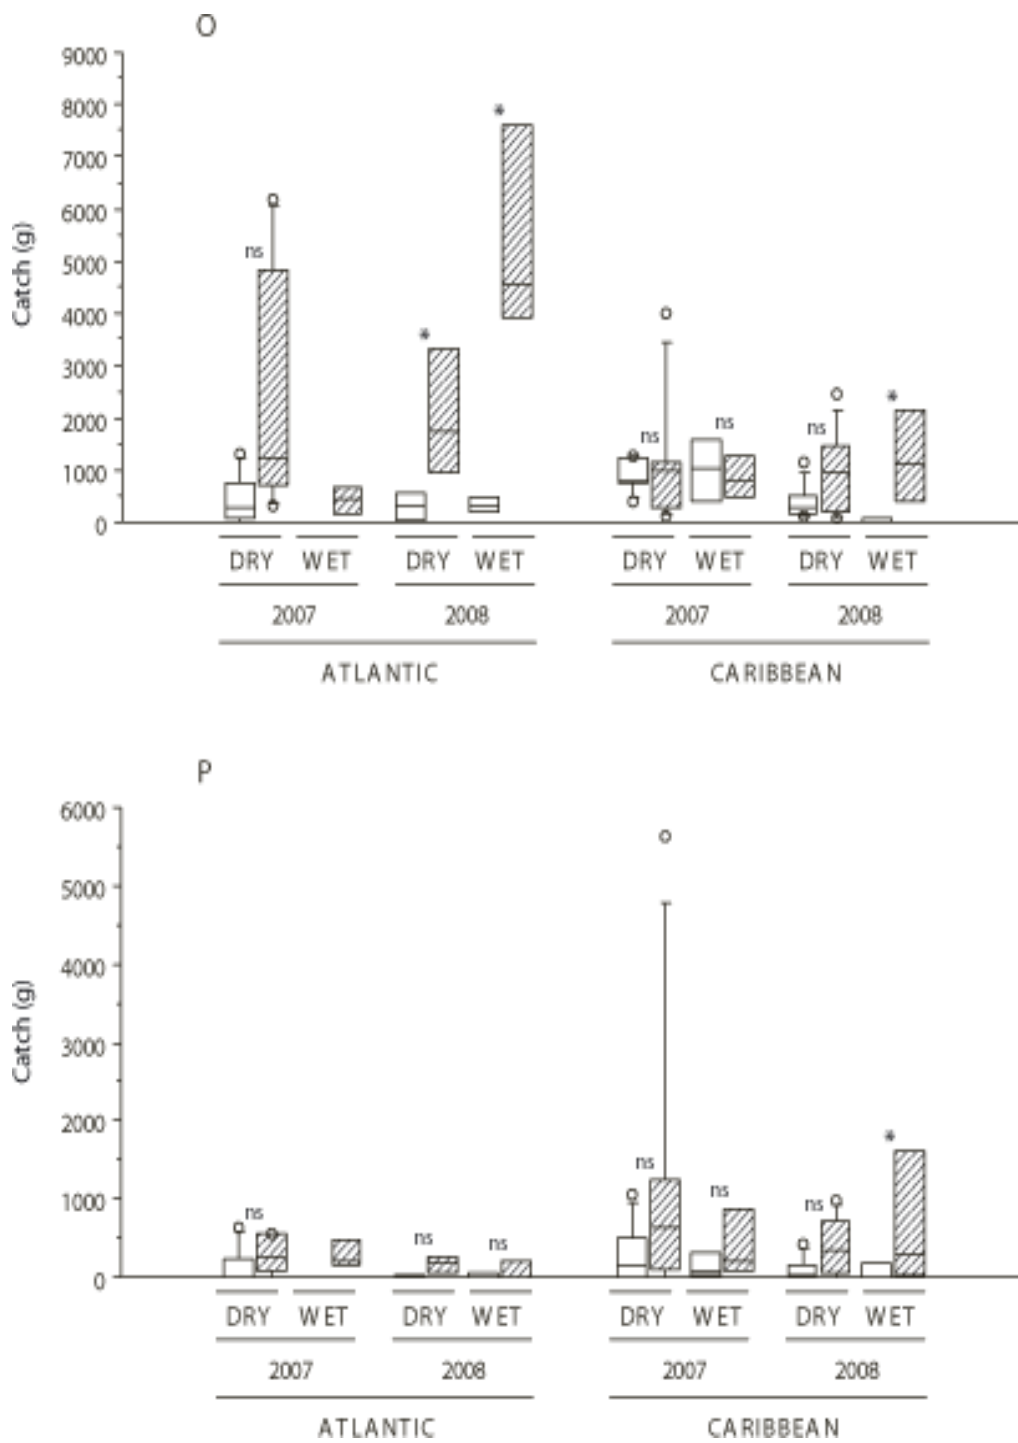 O
9000
8000
7000
6000
5000
4000
3000
2000
1000
0
Catch (g)
ns * * ns ns ns *
DRY WET DRY WET DRY WET DRY WET
2007 2008 2007 2008
ATLANTIC CARIBBEAN
P
6000
5000
4000
3000
2000
1000
0
Catch (g)
ns ns ns ns ns ns *
DRY WET DRY WET DRY WET DRY WET
2007 2008 2007 2008
ATLANTIC CARIBBEAN